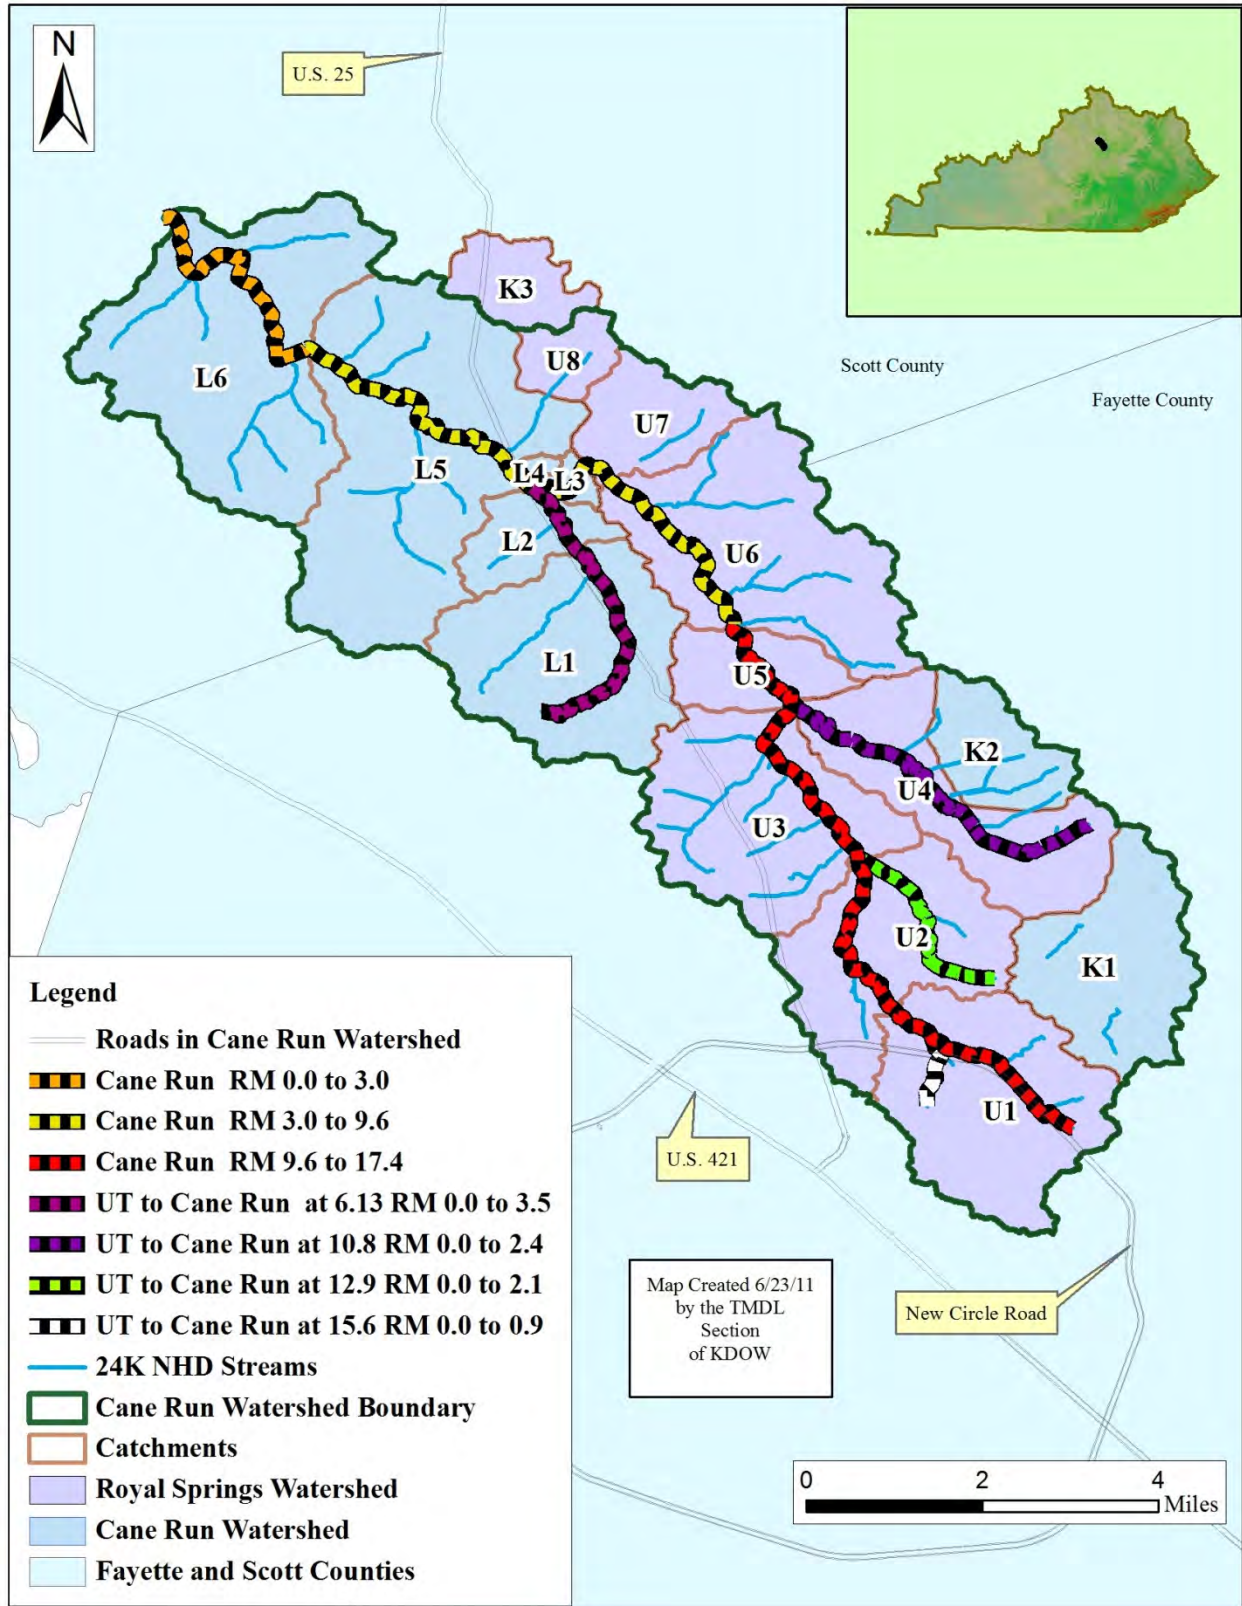 N
U.S. 25
K3
Scott County
U8
Fayette County
L6
U7
L5
L4
L3
L2
U6
L1
U5
K2
U4
U3
U2
K1
U1
U.S. 421
New Circle Road
Map Created 6/23/11
by the TMDL
Section
of KDOW
0 2 4
Miles
Legend
Roads in Cane Run Watershed
Cane Run RM 0.0 to 3.0
Cane Run RM 3.0 to 9.6
Cane Run RM 9.6 to 17.4
UT to Cane Run at 6.13 RM 0.0 to 3.5
UT to Cane Run at 10.8 RM 0.0 to 2.4
UT to Cane Run at 12.9 RM 0.0 to 2.1
UT to Cane Run at 15.6 RM 0.0 to 0.9
24K NHD Streams
Cane Run Watershed Boundary
Catchments
Royal Springs Watershed
Cane Run Watershed
Fayette and Scott Counties